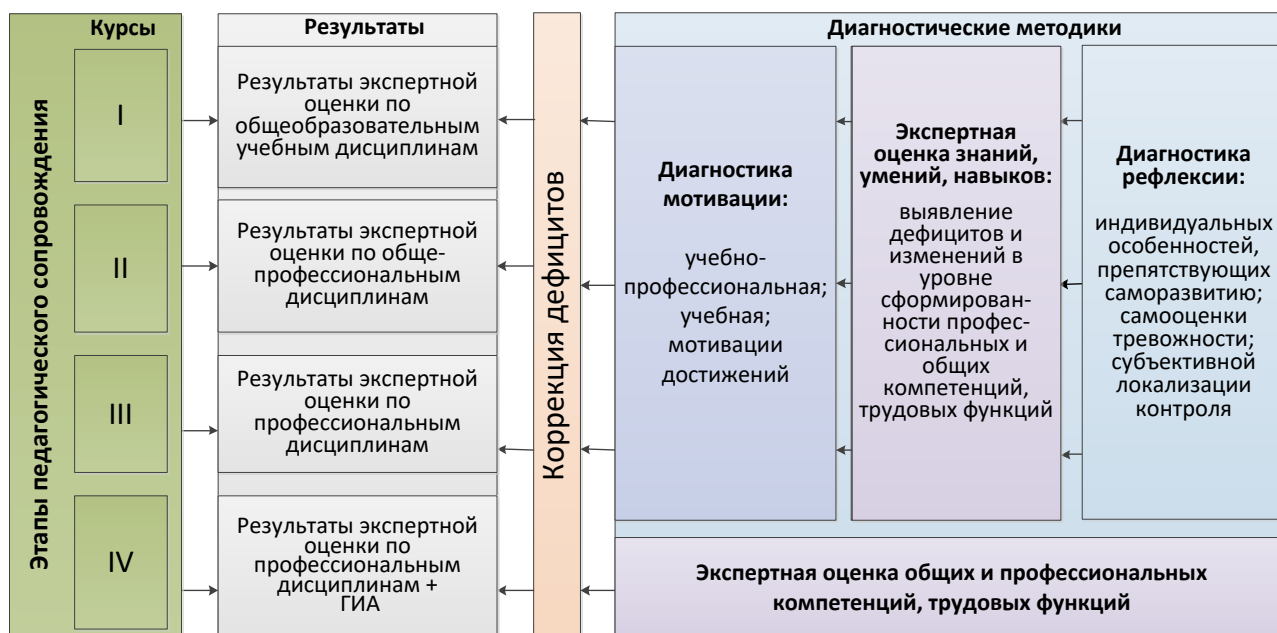 Этапы педагогического сопровождения
Курсы
I
II
III
IV
Результаты
Результаты экспертной
оценки по
общеобразовательным
учебным дисциплинам
Результаты экспертной
оценки по обще-
профессиональным
дисциплинам
Результаты экспертной
оценки по
профессиональным
дисциплинам
Результаты экспертной
оценки по
профессиональным
дисциплинам +
ГИА
Коррекция дефицитов
Диагностические методики
Диагностика
мотивации:
учебно-
профессиональная;
учебная;
мотивации
достижений
Экспертная
оценка знаний,
умений, навыков:
выявление
дефицитов и
изменений в
уровне
сформирован-
ности профес-
сиональных и
общих
компетенций,
трудовых функций
Диагностика
рефлексии:
индивидуальных
особенностей,
препятствующих
саморазвитию;
самооценки
тревожности;
субъективной
локализации
контроля
Экспертная оценка общих и профессиональных
компетенций, трудовых функций